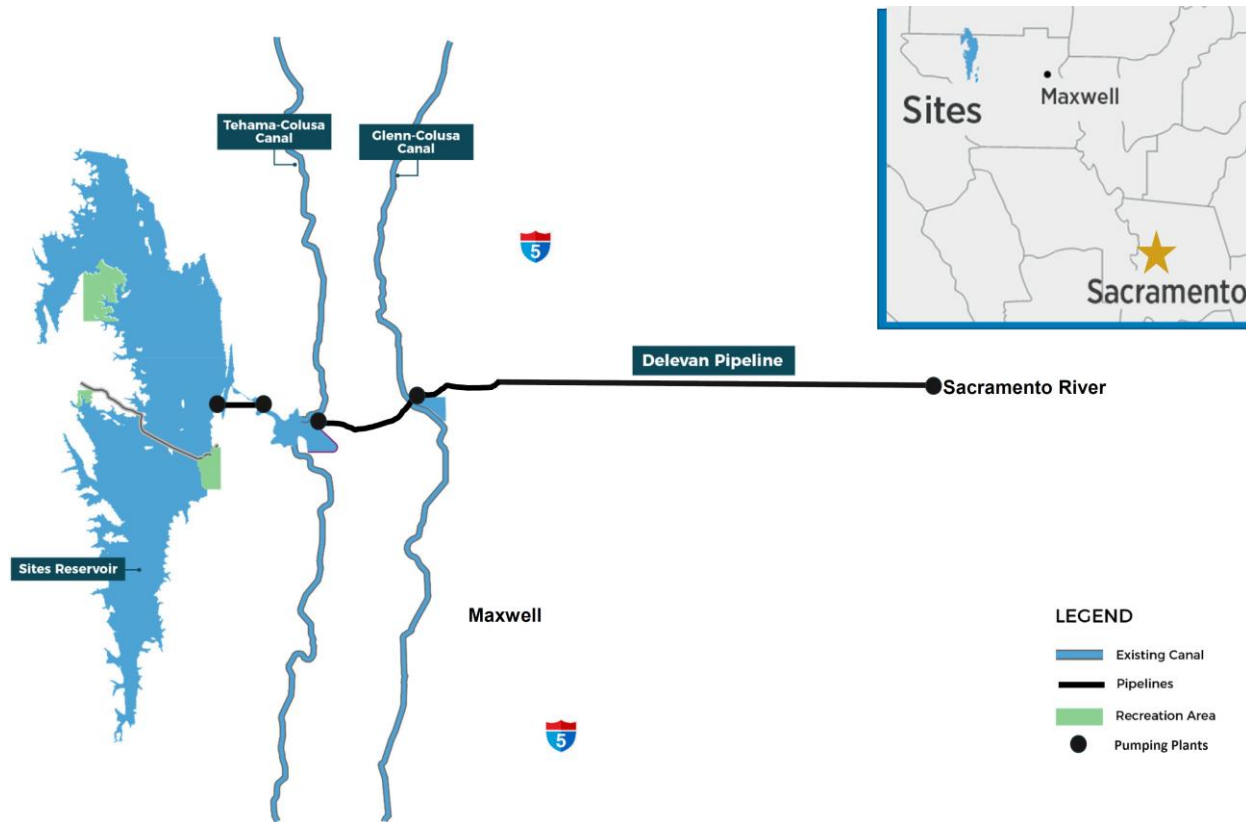 Tehama-Colusa
Canal
Glenn-Colusa
Canal
5
Sites
Maxwell
Sacramento
Delevan Pipeline
Sacramento River
Sites Reservoir
Maxwell
5
LEGEND
Existing Canal
Pipelines
Recreation Area
Pumping Plants